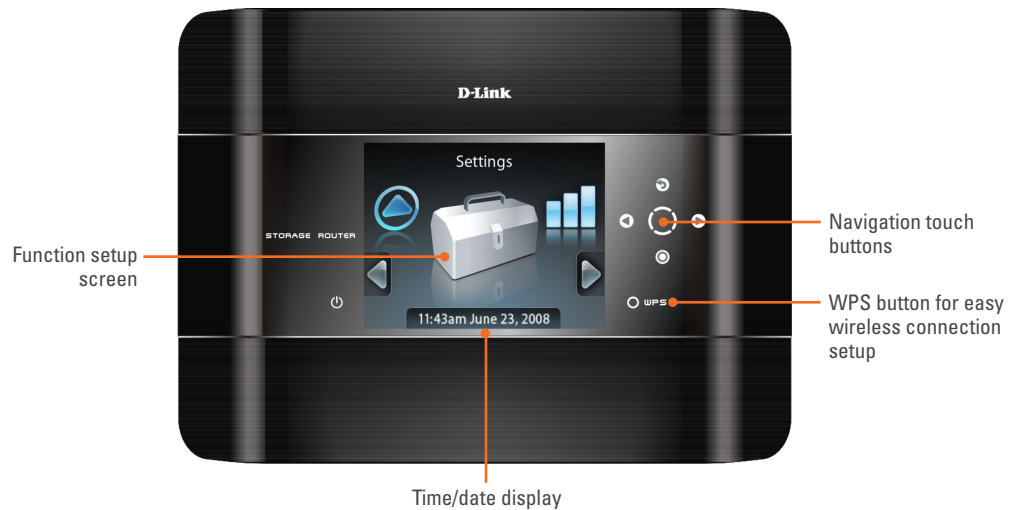 D-Link
Settings
STORAGE ROUTER
Function setup
screen
Navigation touch
buttons
WPS
WPS button for easy
wireless connection
setup
11:43am June 23, 2008
Time/date display